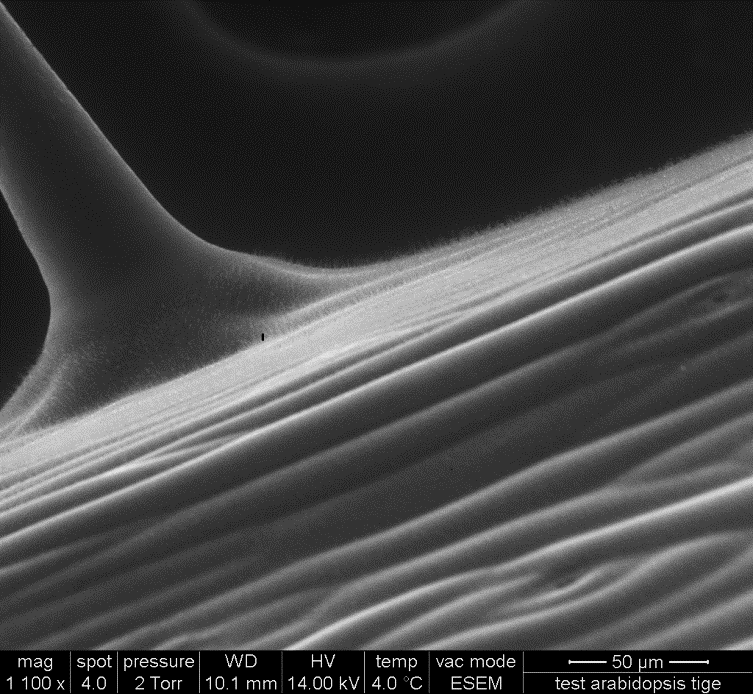 mag spot pressure WD HV temp vac mode 50 µm
1 100 x 4.0 2 Torr 10.1 mm 14.00 kV 4.0 °C ESEM test arabidopsis tige